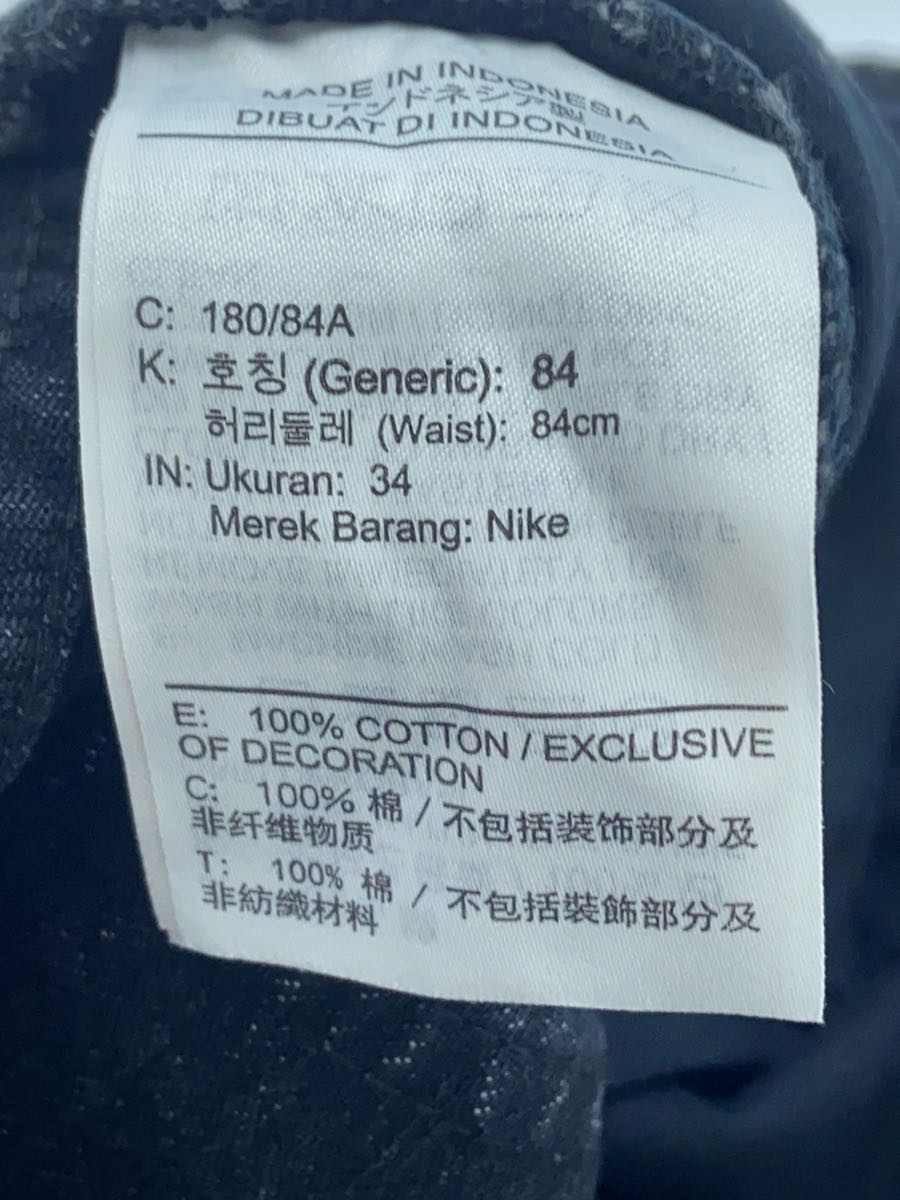 MADE IN INDONESIA
インドネシア製
DIBUAT DI INDONESIA
C: 180/84A
K: 호칭 (Generic): 84
허리둘레 (Waist): 84cm
IN: Ukuran: 34
Merek Barang: Nike
E: 100% COTTON / EXCLUSIVE
OF DECORATION
C: 100% 棉 / 不包括装饰部分及
非纤维物质
T: 100% 棉 / 不包括裝飾部分及
非紡織材料